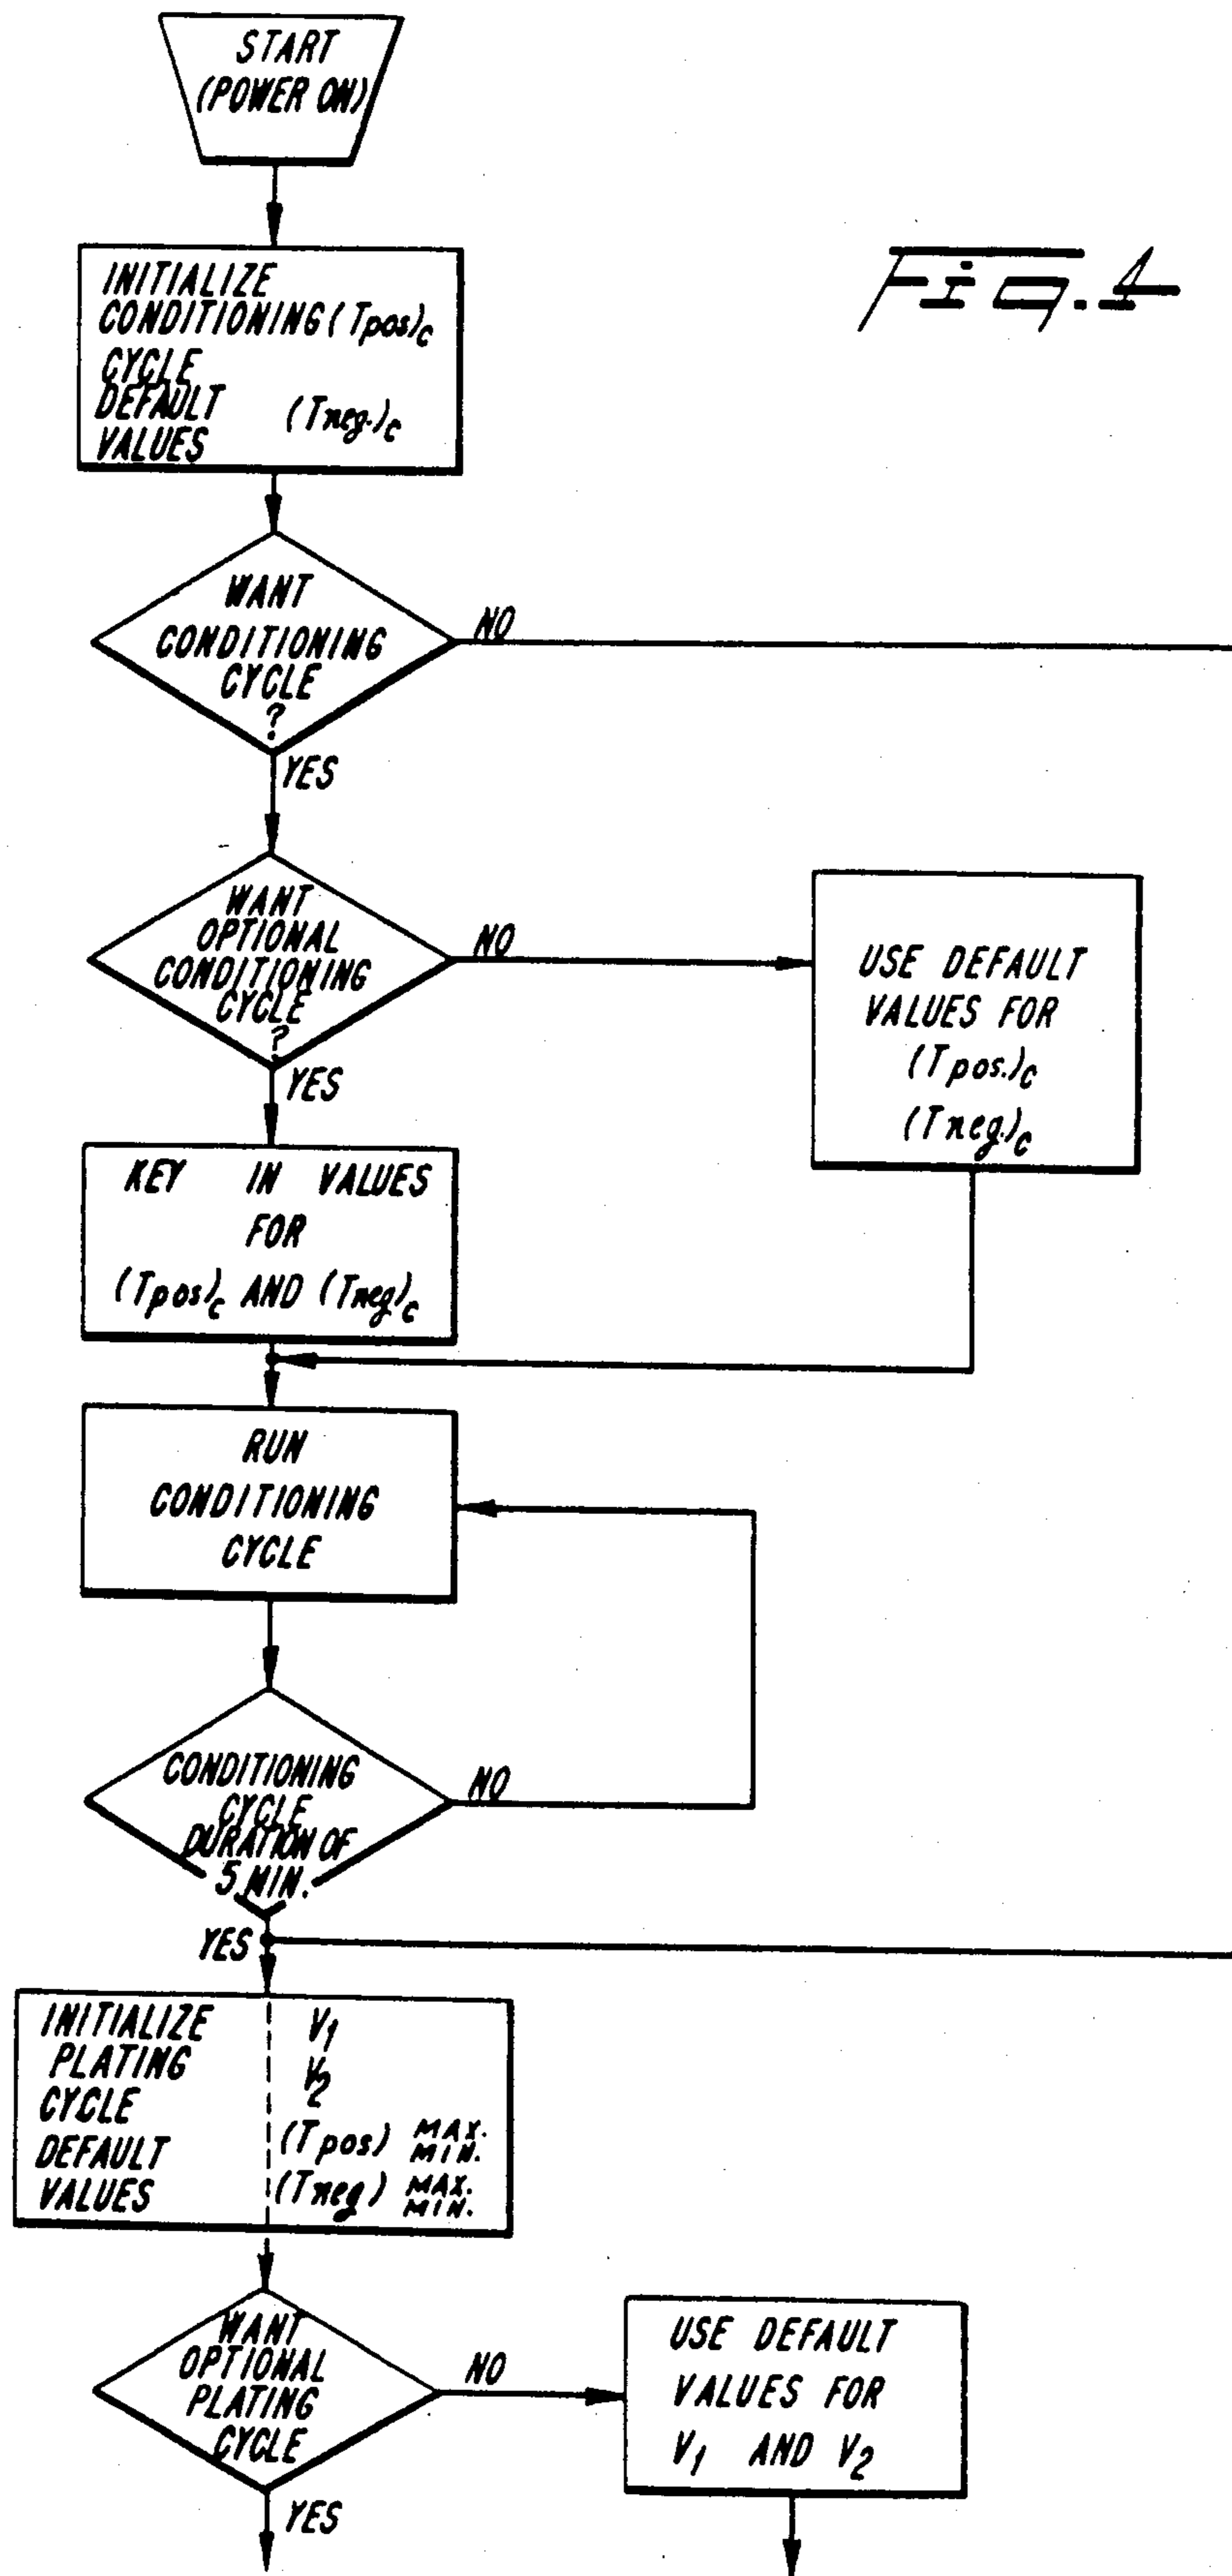 START
(POWER ON)
Fig. 4
INITIALIZE
CONDITIONING (Tpos)c
CYCLE
DEFAULT (Tneg.)c
VALUES
WANT
CONDITIONING
CYCLE
?
NO
YES
WANT
OPTIONAL
CONDITIONING
CYCLE
?
NO
YES
USE DEFAULT
VALUES FOR
(Tpos.)c
(Tneg.)c
KEY IN VALUES
FOR
(Tpos)c AND (Tneg)c
RUN
CONDITIONING
CYCLE
CONDITIONING
CYCLE
DURATION OF
5 MIN.
NO
YES
INITIALIZE V1
PLATING V2
CYCLE
DEFAULT (Tpos) MAX. MIN.
VALUES (Tneg) MAX. MIN.
WANT
OPTIONAL
PLATING
CYCLE
NO
YES
USE DEFAULT
VALUES FOR
V1 AND V2